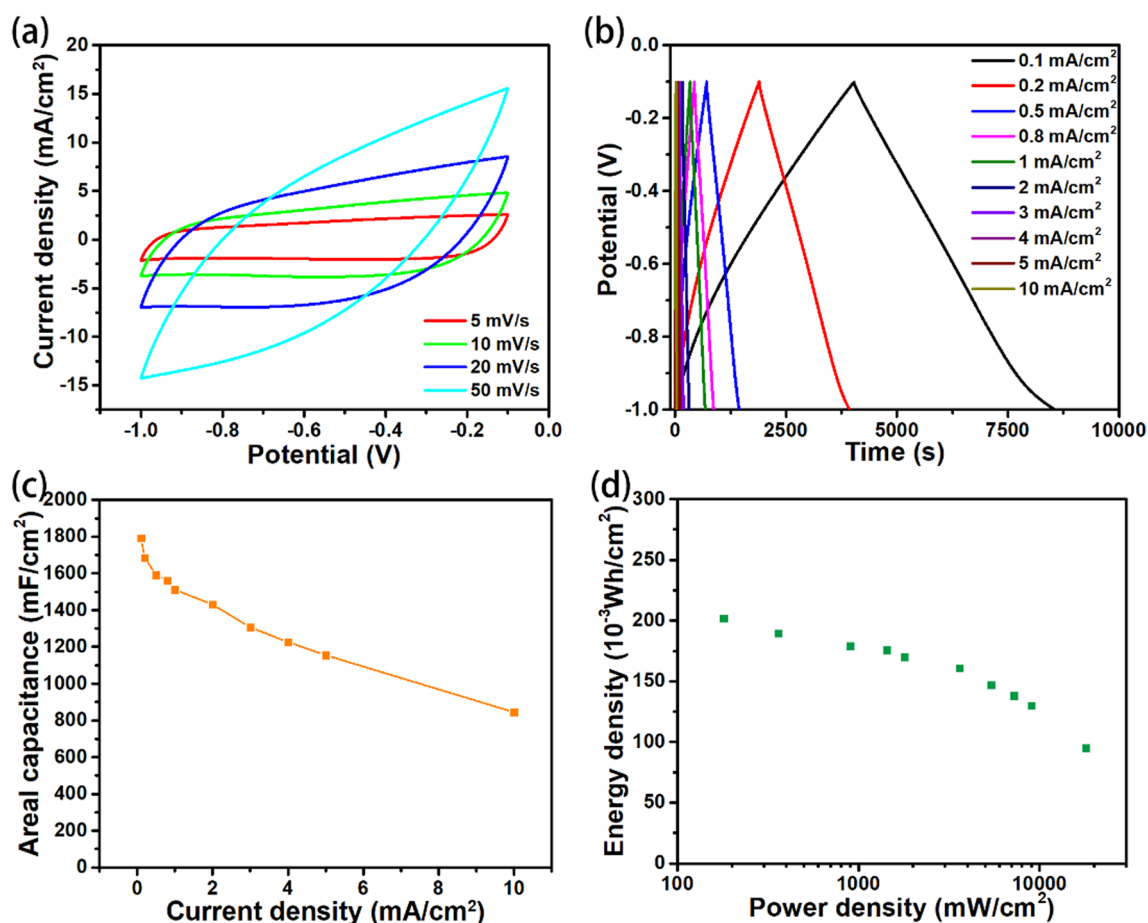 (a)
20
15
10
5
0
-5
-10
-15
Current density (mA/cm²)
5 mV/s
10 mV/s
20 mV/s
50 mV/s
-1.0 -0.8 -0.6 -0.4 -0.2 0.0
Potential (V)
(b)
0.0
-0.2
-0.4
-0.6
-0.8
-1.0
Potential (V)
0.1 mA/cm²
0.2 mA/cm²
0.5 mA/cm²
0.8 mA/cm²
1 mA/cm²
2 mA/cm²
3 mA/cm²
4 mA/cm²
5 mA/cm²
10 mA/cm²
0 2500 5000 7500 10000
Time (s)
(c)
2000
1800
1600
1400
1200
1000
800
600
400
200
0
Areal capacitance (mF/cm²)
0 2 4 6 8 10
Current density (mA/cm²)
(d)
300
250
200
150
100
50
0
Energy density (10⁻³Wh/cm²)
100 1000 10000
Power density (mW/cm²)